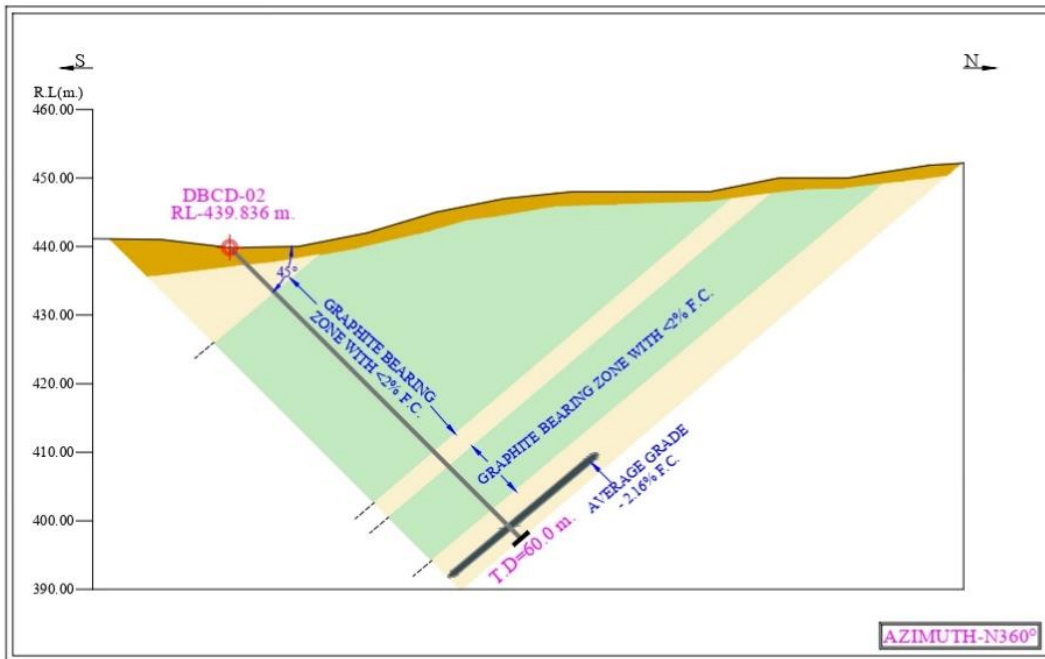 S
N
R.L(m.)
460.00
450.00
440.00
430.00
420.00
410.00
400.00
390.00
DBCD-02
RL-439.836 m.
45°
GRAPHITE BEARING
ZONE WITH <2% F.C.
GRAPHITE BEARING ZONE WITH <2% F.C.
AVERAGE GRADE
- 2.16% F.C.
T.D=60.0 m.
AZIMUTH-N360°